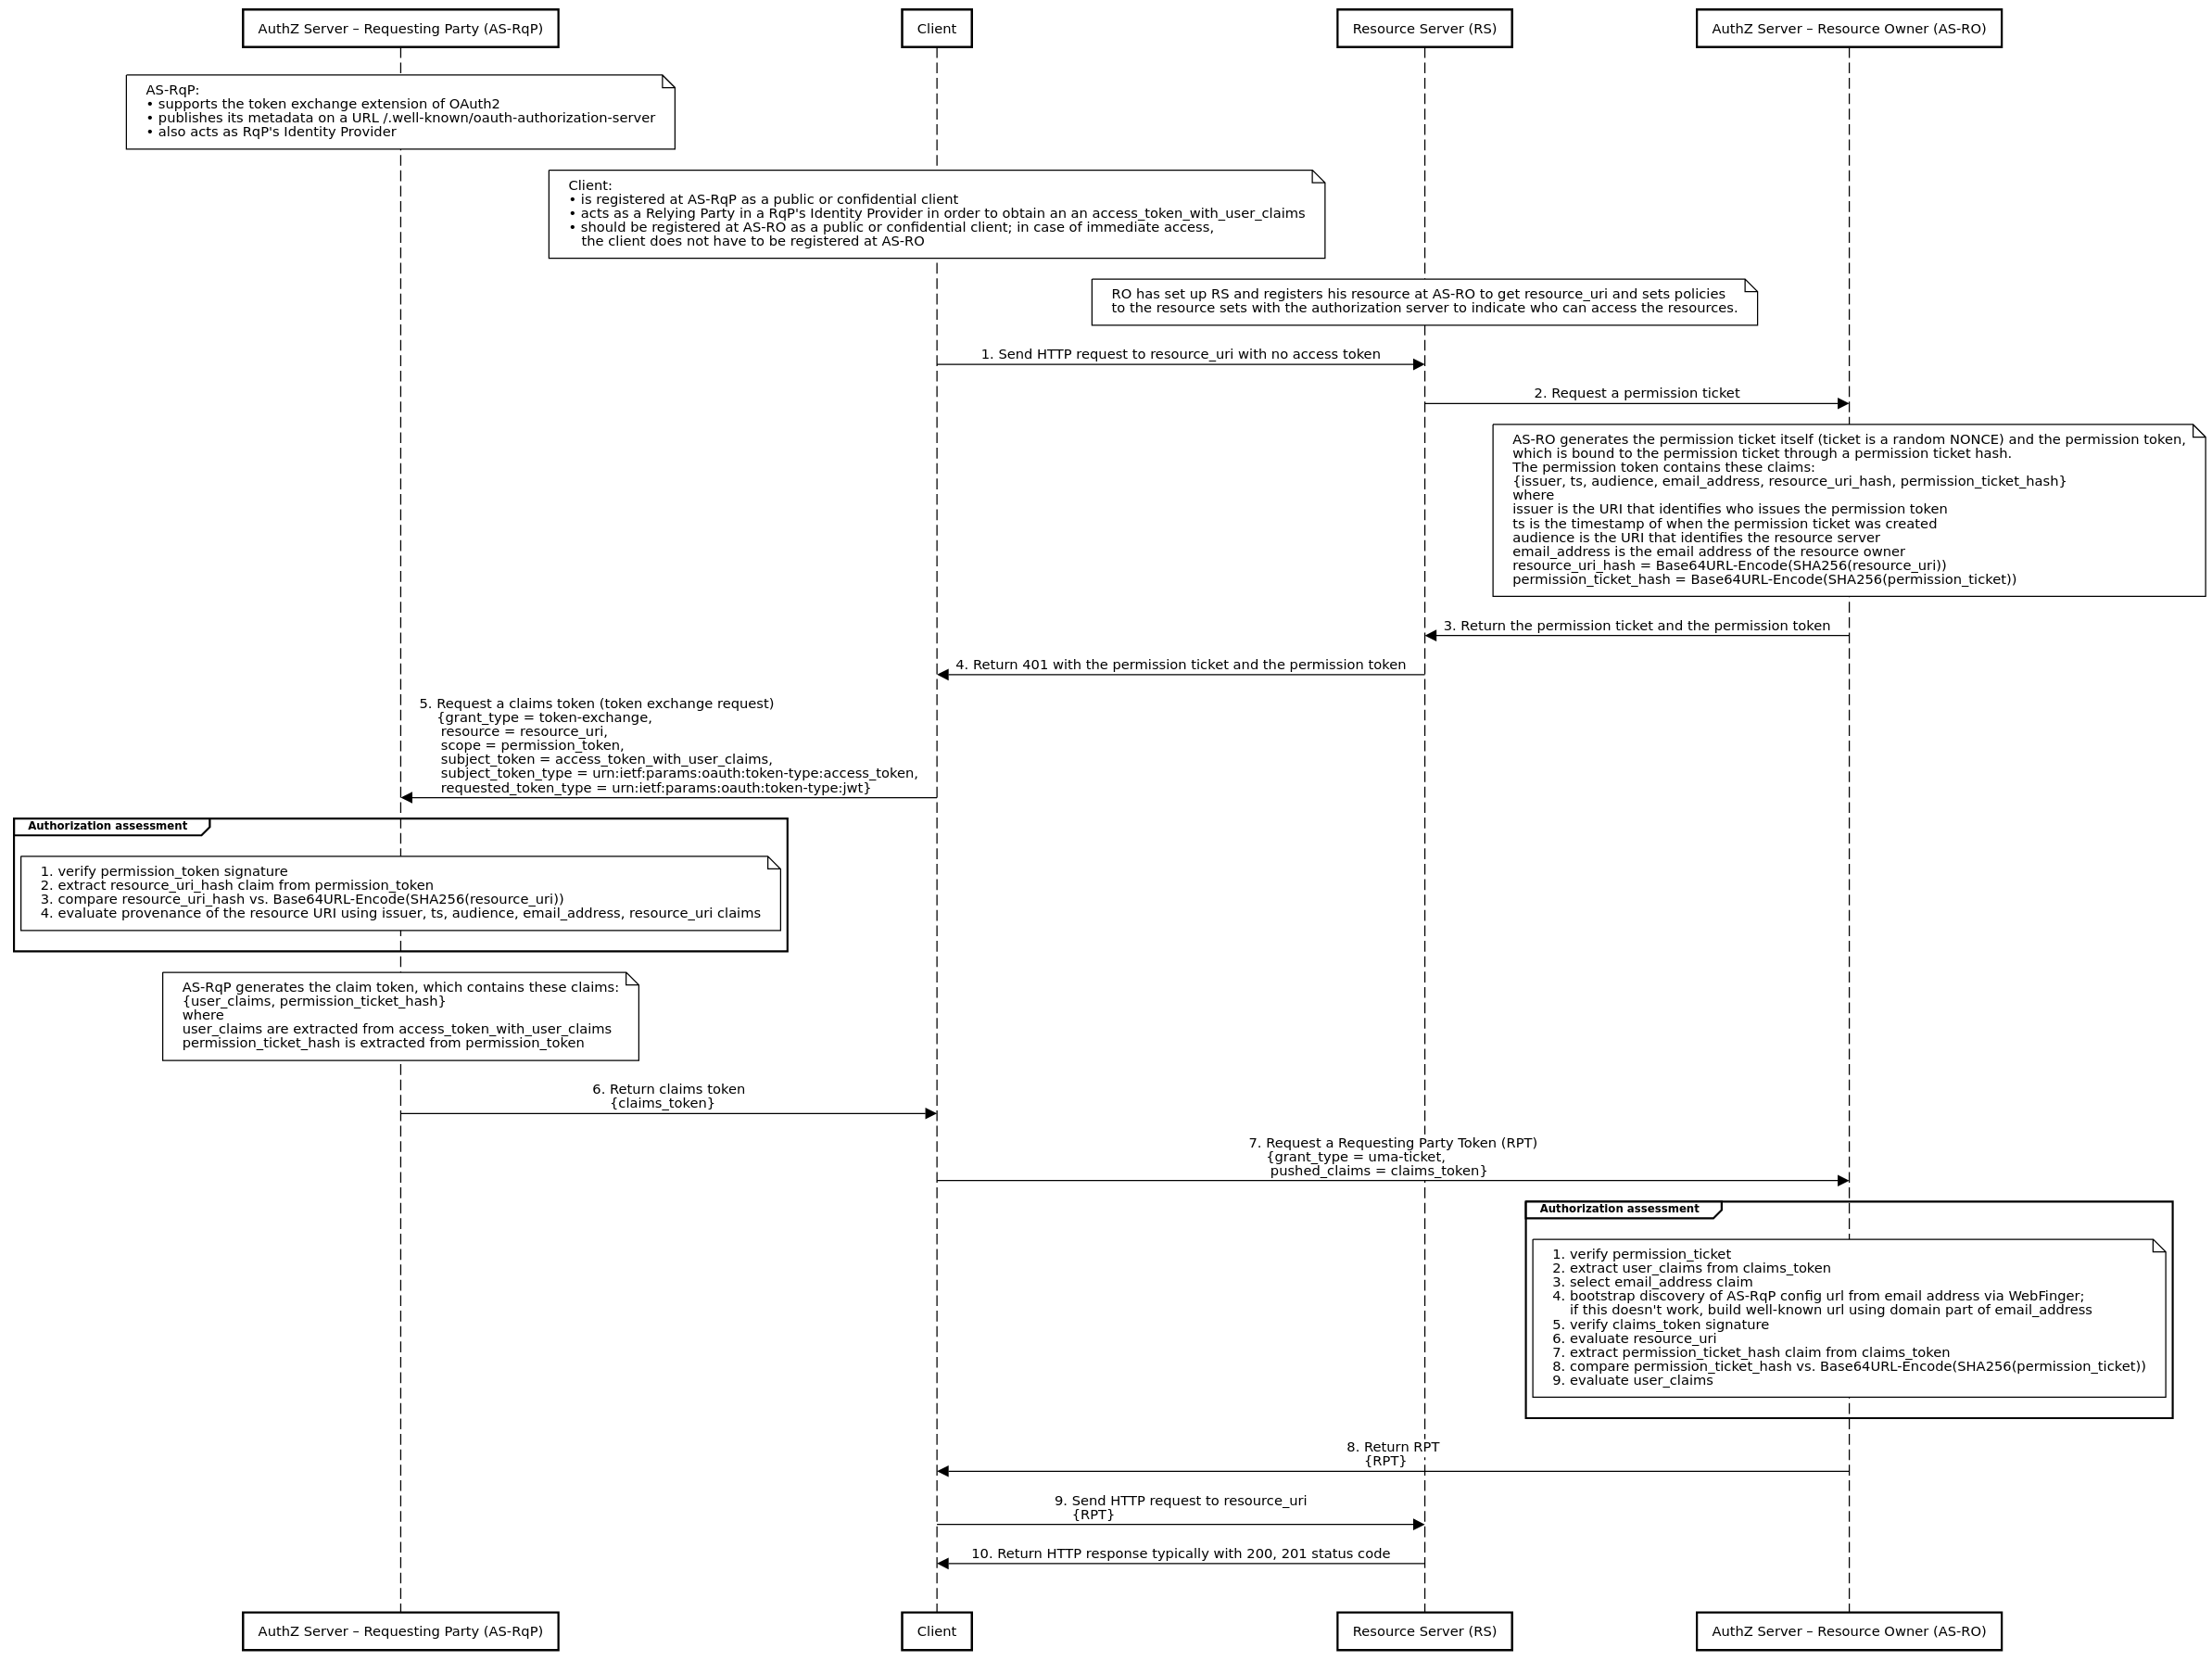 AuthZ Server – Requesting Party (AS-RqP)
Client
Resource Server (RS)
AuthZ Server – Resource Owner (AS-RO)
AS-RqP:
• supports the token exchange extension of OAuth2
• publishes its metadata on a URL /.well-known/oauth-authorization-server
• also acts as RqP's Identity Provider
Client:
• is registered at AS-RqP as a public or confidential client
• acts as a Relying Party in a RqP's Identity Provider in order to obtain an an access_token_with_user_claims
• should be registered at AS-RO as a public or confidential client; in case of immediate access,
the client does not have to be registered at AS-RO
RO has set up RS and registers his resource at AS-RO to get resource_uri and sets policies
to the resource sets with the authorization server to indicate who can access the resources.
1. Send HTTP request to resource_uri with no access token
2. Request a permission ticket
AS-RO generates the permission ticket itself (ticket is a random NONCE) and the permission token,
which is bound to the permission ticket through a permission ticket hash.
The permission token contains these claims:
{issuer, ts, audience, email_address, resource_uri_hash, permission_ticket_hash}
where
issuer is the URI that identifies who issues the permission token
ts is the timestamp of when the permission ticket was created
audience is the URI that identifies the resource server
email_address is the email address of the resource owner
resource_uri_hash = Base64URL-Encode(SHA256(resource_uri))
permission_ticket_hash = Base64URL-Encode(SHA256(permission_ticket))
3. Return the permission ticket and the permission token
4. Return 401 with the permission ticket and the permission token
5. Request a claims token (token exchange request)
{grant_type = token-exchange,
resource = resource_uri,
scope = permission_token,
subject_token = access_token_with_user_claims,
subject_token_type = urn:ietf:params:oauth:token-type:access_token,
requested_token_type = urn:ietf:params:oauth:token-type:jwt}
Authorization assessment
1. verify permission_token signature
2. extract resource_uri_hash claim from permission_token
3. compare resource_uri_hash vs. Base64URL-Encode(SHA256(resource_uri))
4. evaluate provenance of the resource URI using issuer, ts, audience, email_address, resource_uri claims
AS-RqP generates the claim token, which contains these claims:
{user_claims, permission_ticket_hash}
where
user_claims are extracted from access_token_with_user_claims
permission_ticket_hash is extracted from permission_token
6. Return claims token
{claims_token}
7. Request a Requesting Party Token (RPT)
{grant_type = uma-ticket,
pushed_claims = claims_token}
Authorization assessment
1. verify permission_ticket
2. extract user_claims from claims_token
3. select email_address claim
4. bootstrap discovery of AS-RqP config url from email address via WebFinger;
if this doesn't work, build well-known url using domain part of email_address
5. verify claims_token signature
6. evaluate resource_uri
7. extract permission_ticket_hash claim from claims_token
8. compare permission_ticket_hash vs. Base64URL-Encode(SHA256(permission_ticket))
9. evaluate user_claims
8. Return RPT
{RPT}
9. Send HTTP request to resource_uri
{RPT}
10. Return HTTP response typically with 200, 201 status code
AuthZ Server – Requesting Party (AS-RqP)
Client
Resource Server (RS)
AuthZ Server – Resource Owner (AS-RO)